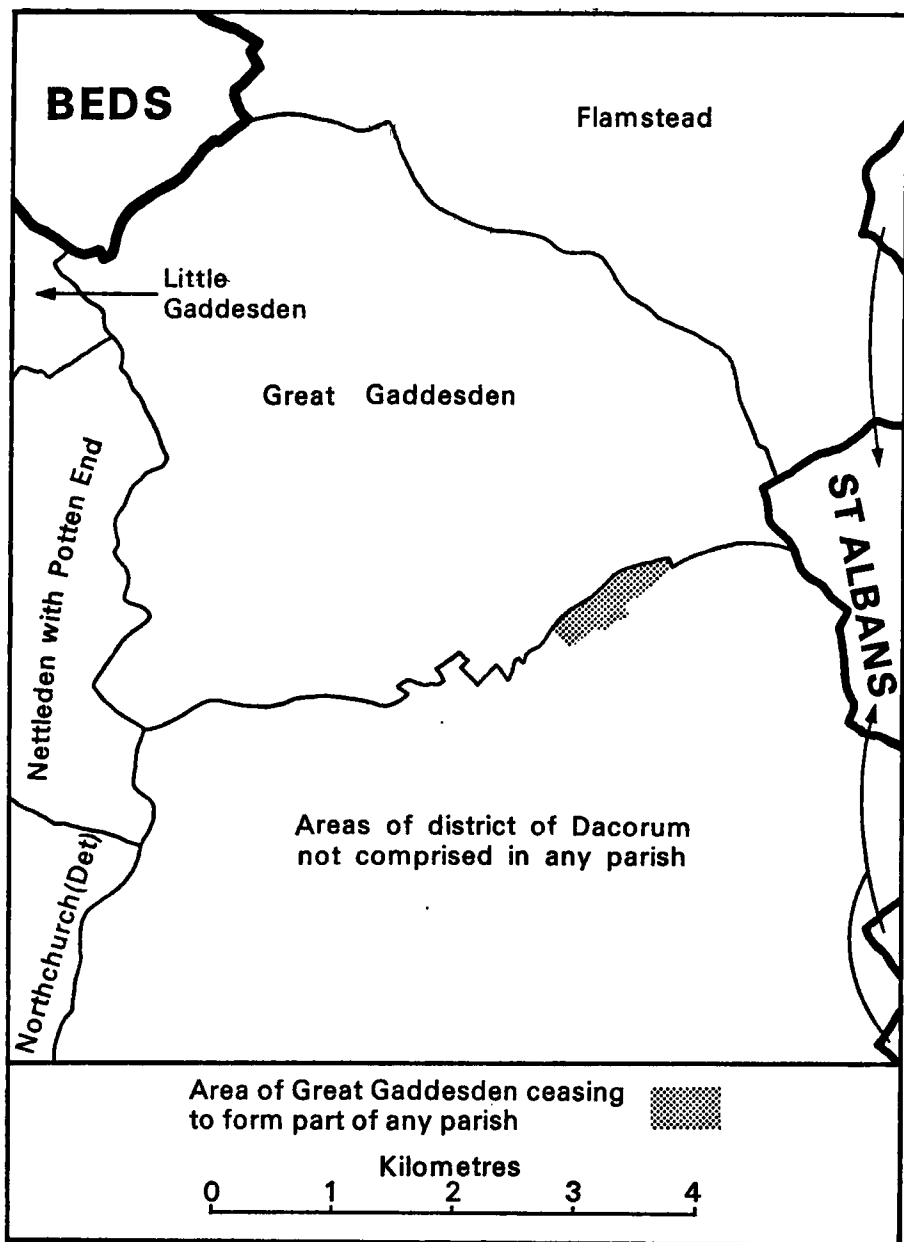 BEDS
Flamstead
Little
Gaddesden
Great Gaddesden
Nettleden with Potten End
ST ALBANS
Areas of district of Dacorum
not comprised in any parish
Northchurch (Det)
Area of Great Gaddesden ceasing
to form part of any parish
Kilometres
0 1 2 3 4